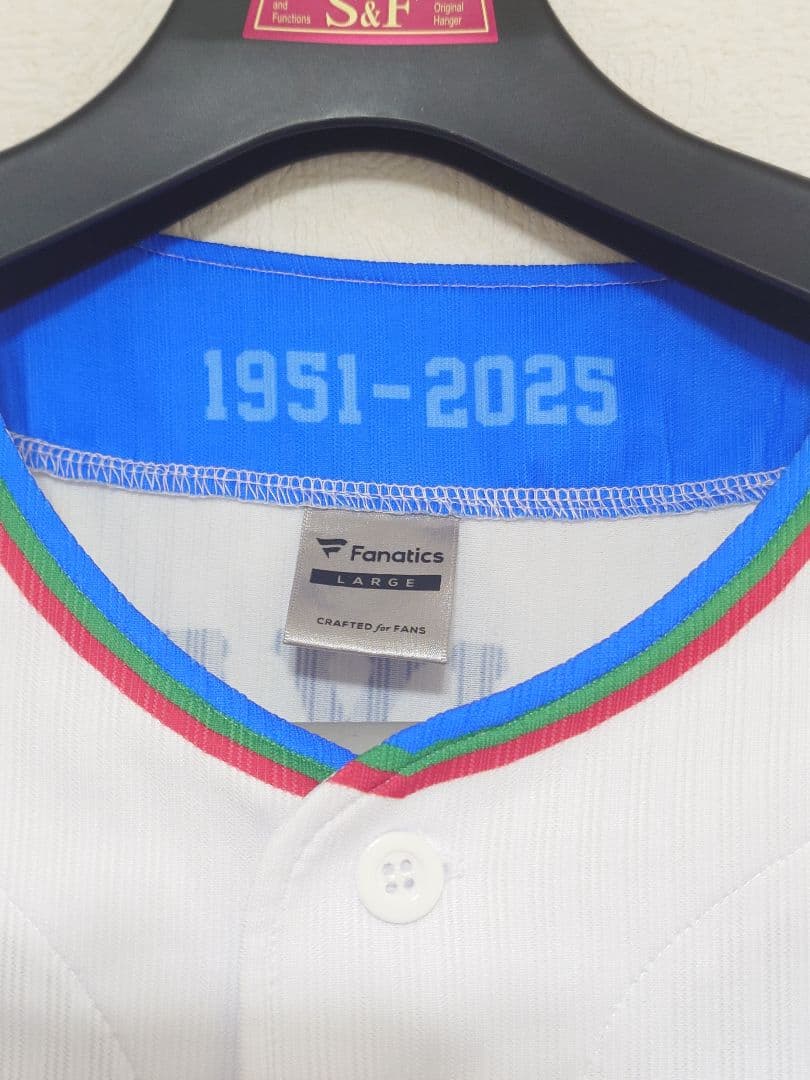 and
Functions
S&F
Original
Hanger
1951-2025
Fanatics
LARGE
CRAFTED for FANS